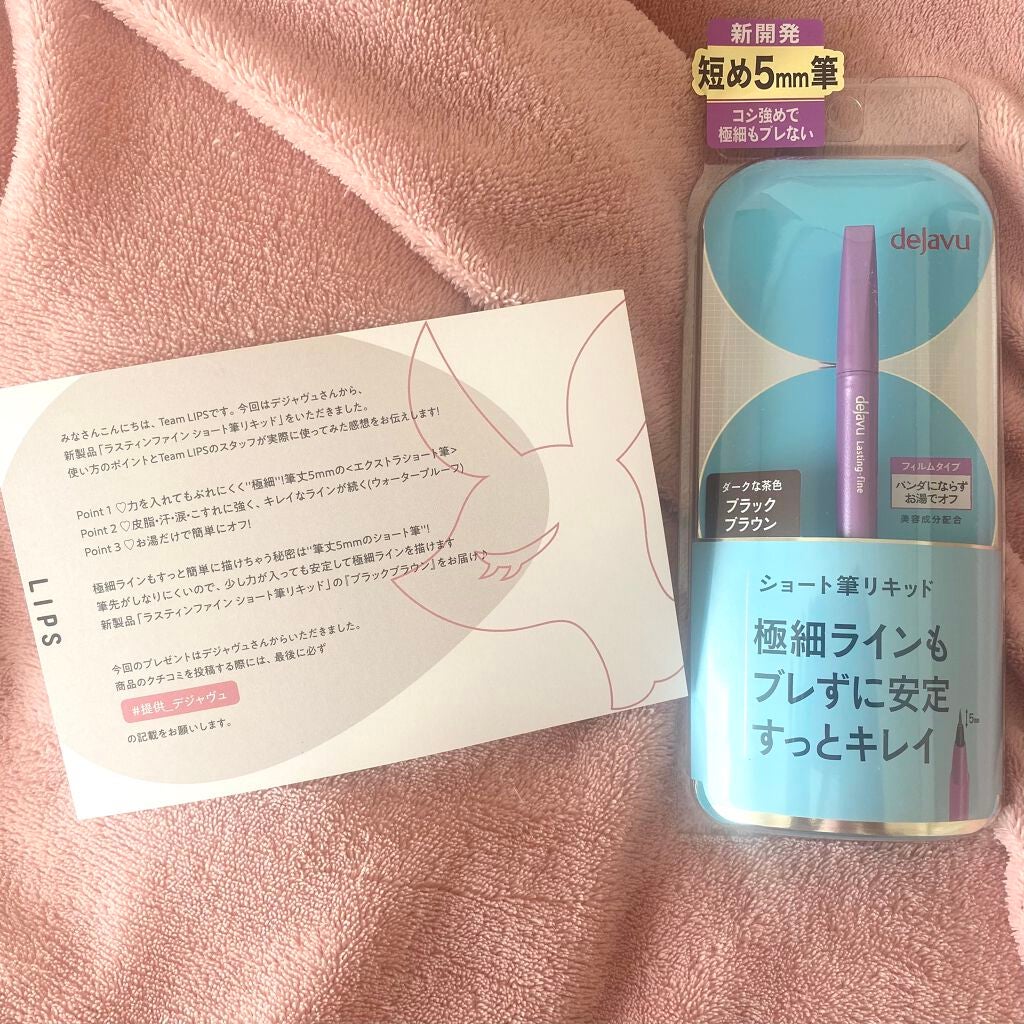 みなさんこんにちは、Team LIPSです。今回はデジャヴュさんから、
新製品「ラスティンファイン ショート筆リキッド」をいただきました。
使い方のポイントとTeam LIPSのスタッフが実際に使ってみた感想をお伝えします!
Point 1 ♡力を入れてもぶれにくく"極細"!筆丈5mmの<エクストラショート筆>
Point 2 ♡皮脂・汗・涙・こすれに強く、キレイなラインが続く(ウォータープルーフ)
Point 3 ♡お湯だけで簡単にオフ!
極細ラインもすっと簡単に描けちゃう秘密は"筆丈5mmのショート筆"!
筆先がしなりにくいので、少し力が入っても安定して極細ラインを描けます
新製品「ラスティンファイン ショート筆リキッド」の『ブラックブラウン』をお届け♪
今回のプレゼントはデジャヴュさんからいただきました。
商品のクチコミを投稿する際には、最後に必ず
#提供_デジャヴュ
の記載をお願いします。
LIPS
新開発
短め5mm筆
コシ強めで
極細もブレない
dejavu
dejavu Lasting-fine
ダークな茶色
ブラック
ブラウン
フィルムタイプ
パンダにならず
お湯でオフ
美容成分配合
ショート筆リキッド
極細ラインも
ブレずに安定
すっとキレイ
5mm